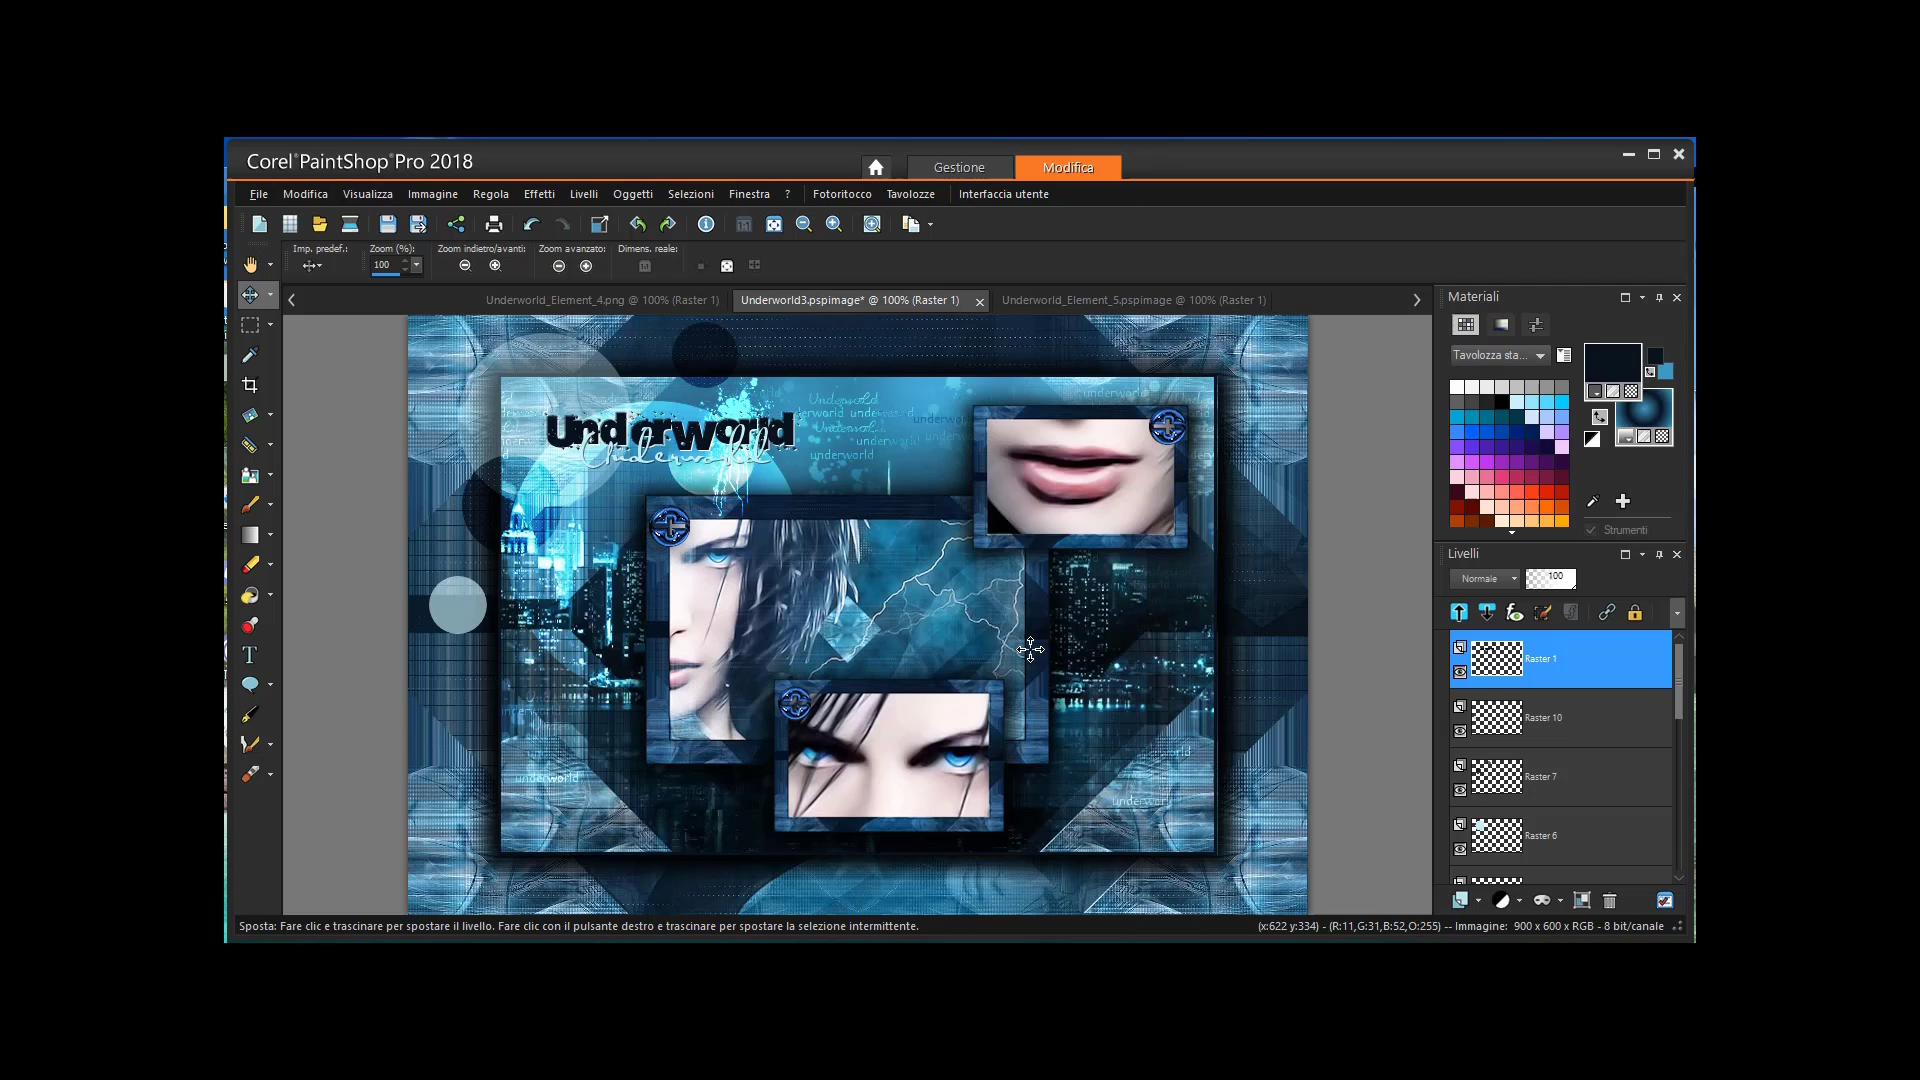 Corel®PaintShop®Pro 2018
Gestione
Modifica
File Modifica Visualizza Immagine Regola Effetti Livelli Oggetti Selezioni Finestra ? Fotoritocco Tavolozze Interfaccia utente
Imp. predef.: Zoom (%): Zoom indietro/avanti: Zoom avanzato: Dimens. reale:
100
Underworld_Element_4.png @ 100% (Raster 1)
Underworld3.pspimage* @ 100% (Raster 1)
Underworld_Element_5.pspimage @ 100% (Raster 1)
Materiali
Tavolozza sta...
Strumenti
Livelli
Normale
100
Raster 1
Raster 10
Raster 7
Raster 6
Underworld
Underworld
Underworld
underworld
underworld
underworld
underworld
Sposta: Fare clic e trascinare per spostare il livello. Fare clic con il pulsante destro e trascinare per spostare la selezione intermittente.
(x:622 y:334) - (R:11,G:31,B:52,O:255) -- Immagine: 900 x 600 x RGB - 8 bit/canale